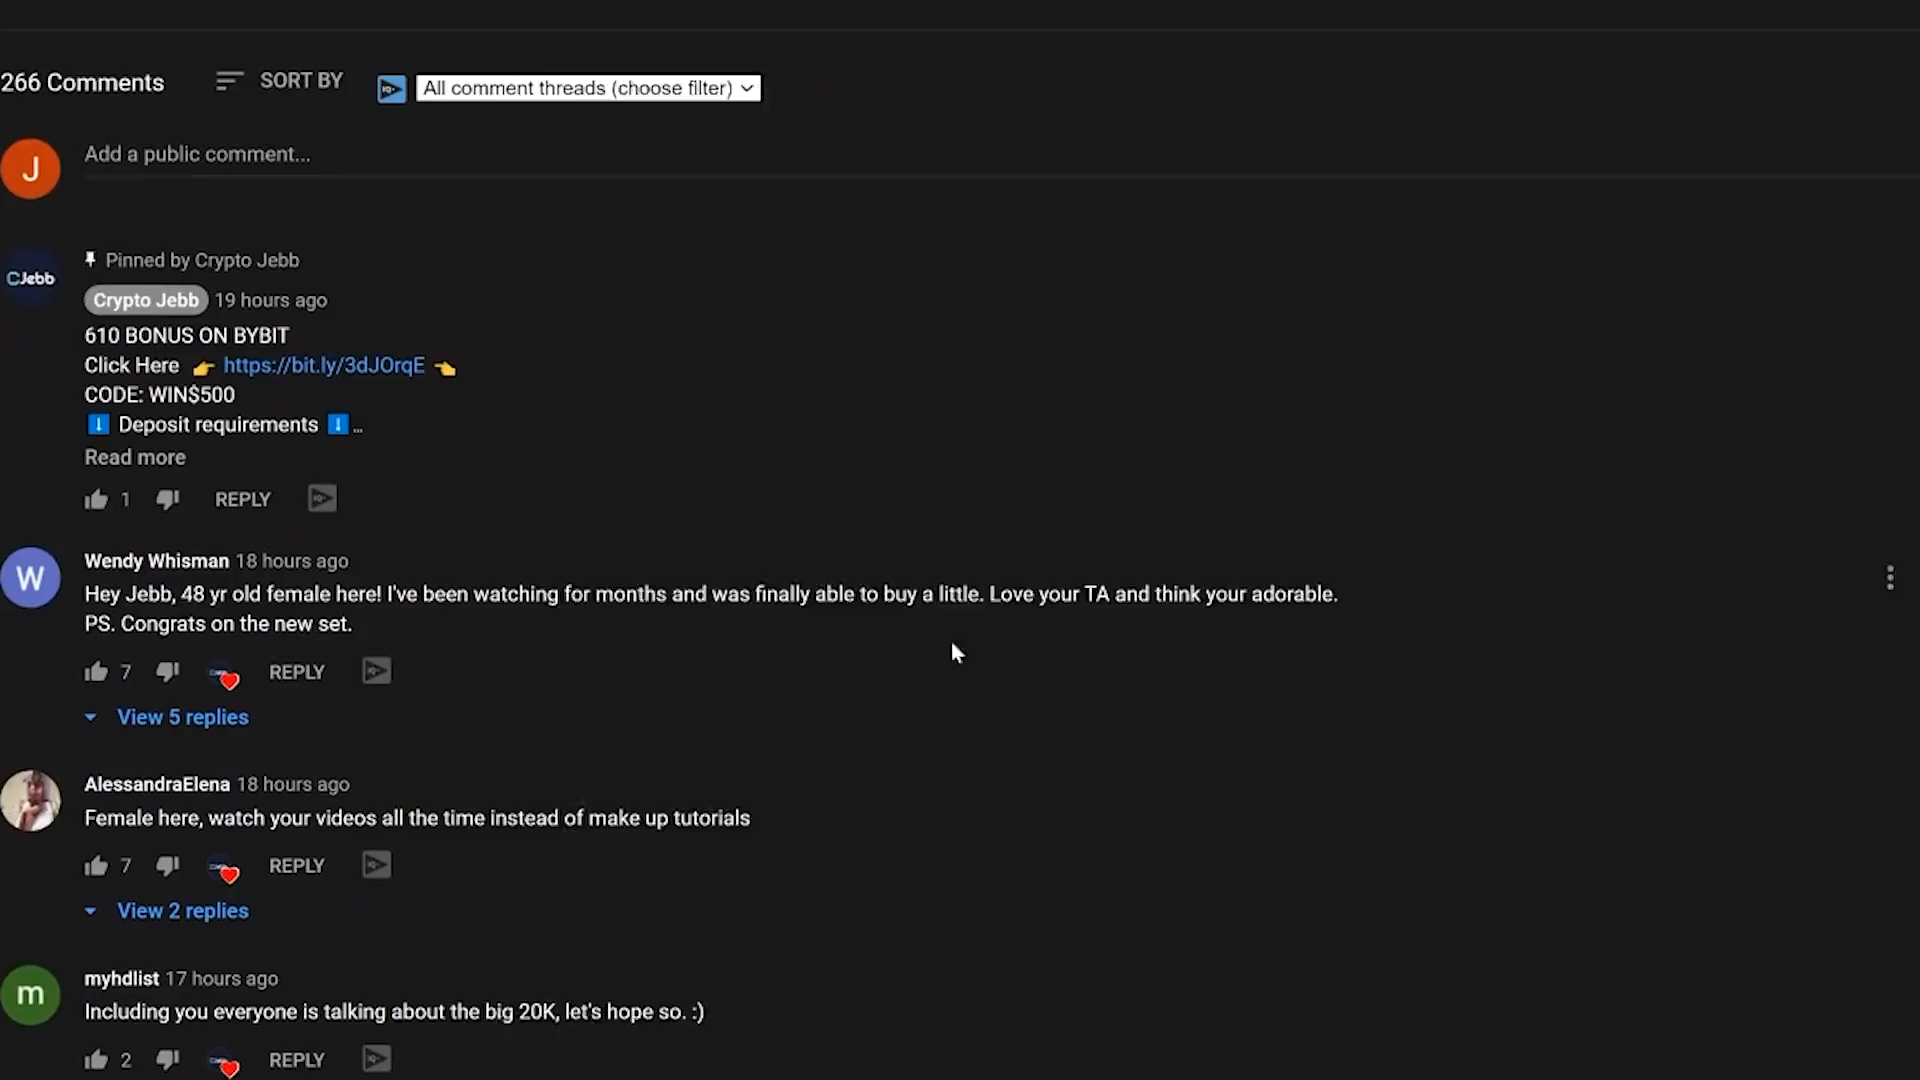 266 Comments
SORT BY
All comment threads (choose filter)
J
Add a public comment...
Pinned by Crypto Jebb
CJebb
Crypto Jebb 19 hours ago
610 BONUS ON BYBIT
Click Here 👉 https://bit.ly/3dJOrqE 👈
CODE: WIN$500
⬇ Deposit requirements ⬇...
Read more
1 REPLY
W
Wendy Whisman 18 hours ago
Hey Jebb, 48 yr old female here! I've been watching for months and was finally able to buy a little. Love your TA and think your adorable.
PS. Congrats on the new set.
7 REPLY
View 5 replies
AlessandraElena 18 hours ago
Female here, watch your videos all the time instead of make up tutorials
7 REPLY
View 2 replies
m
myhdlist 17 hours ago
Including you everyone is talking about the big 20K, let's hope so. :)
2 REPLY